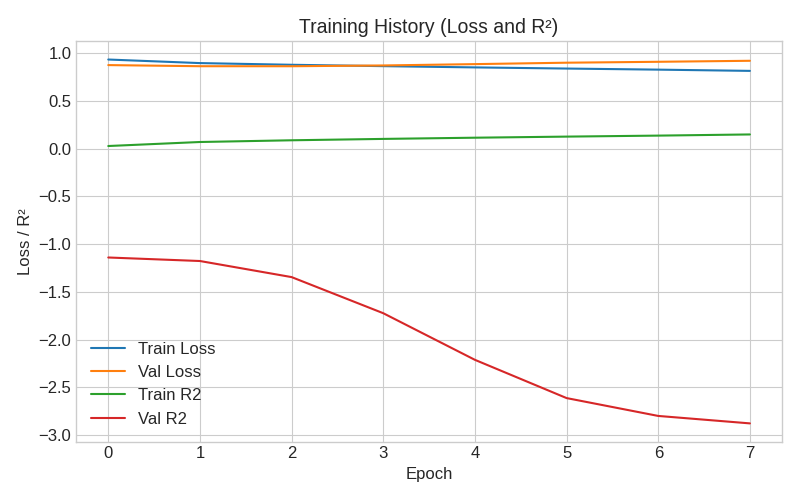 Training History (Loss and R²)
1.0
0.5
0.0
−0.5
−1.0
−1.5
−2.0
−2.5
−3.0
Loss / R²
Train Loss
Val Loss
Train R2
Val R2
0 1 2 3 4 5 6 7
Epoch